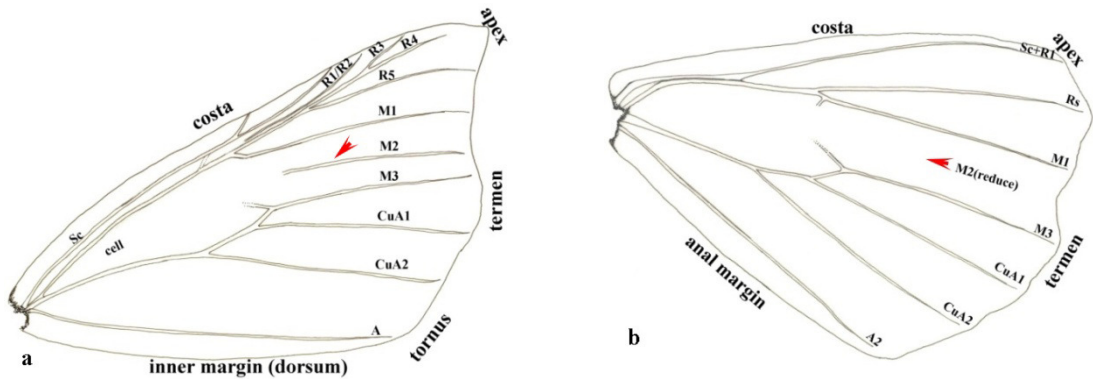 apex
R3
R4
R1/R2
R5
costa
M1
M2
M3
termen
Sc
cell
CuA1
CuA2
tornus
A
a
inner margin (dorsum)
costa
Sc+R1
apex
Rs
M1
M2(reduce)
M3
termen
anal margin
CuA1
CuA2
A2
b